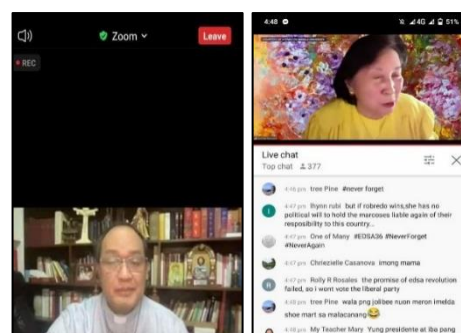 Zoom
Leave
REC
4:48
4G
51%
Live chat
Top chat 377
4:46 pm tree Pine #never forget
4:47 pm thynn rubi but if robredo wins,she has no
political will to hold the marcoses liable again of their
resposibility to this country...
4:47 pm One of Many #EDSA36 #NeverForget
#NeverAgain
4:47 pm Chriezielle Casanova imong mama
4:47 pm Rolly R Rosales the promise of edsa revolution
failed, so i wont vote the liberal party
4:48 pm tree Pine wala png jolibee nuon meron imelda
shoe mart sa malacanang
4:48 pm My Teacher Mary Yung presidente at iba pang